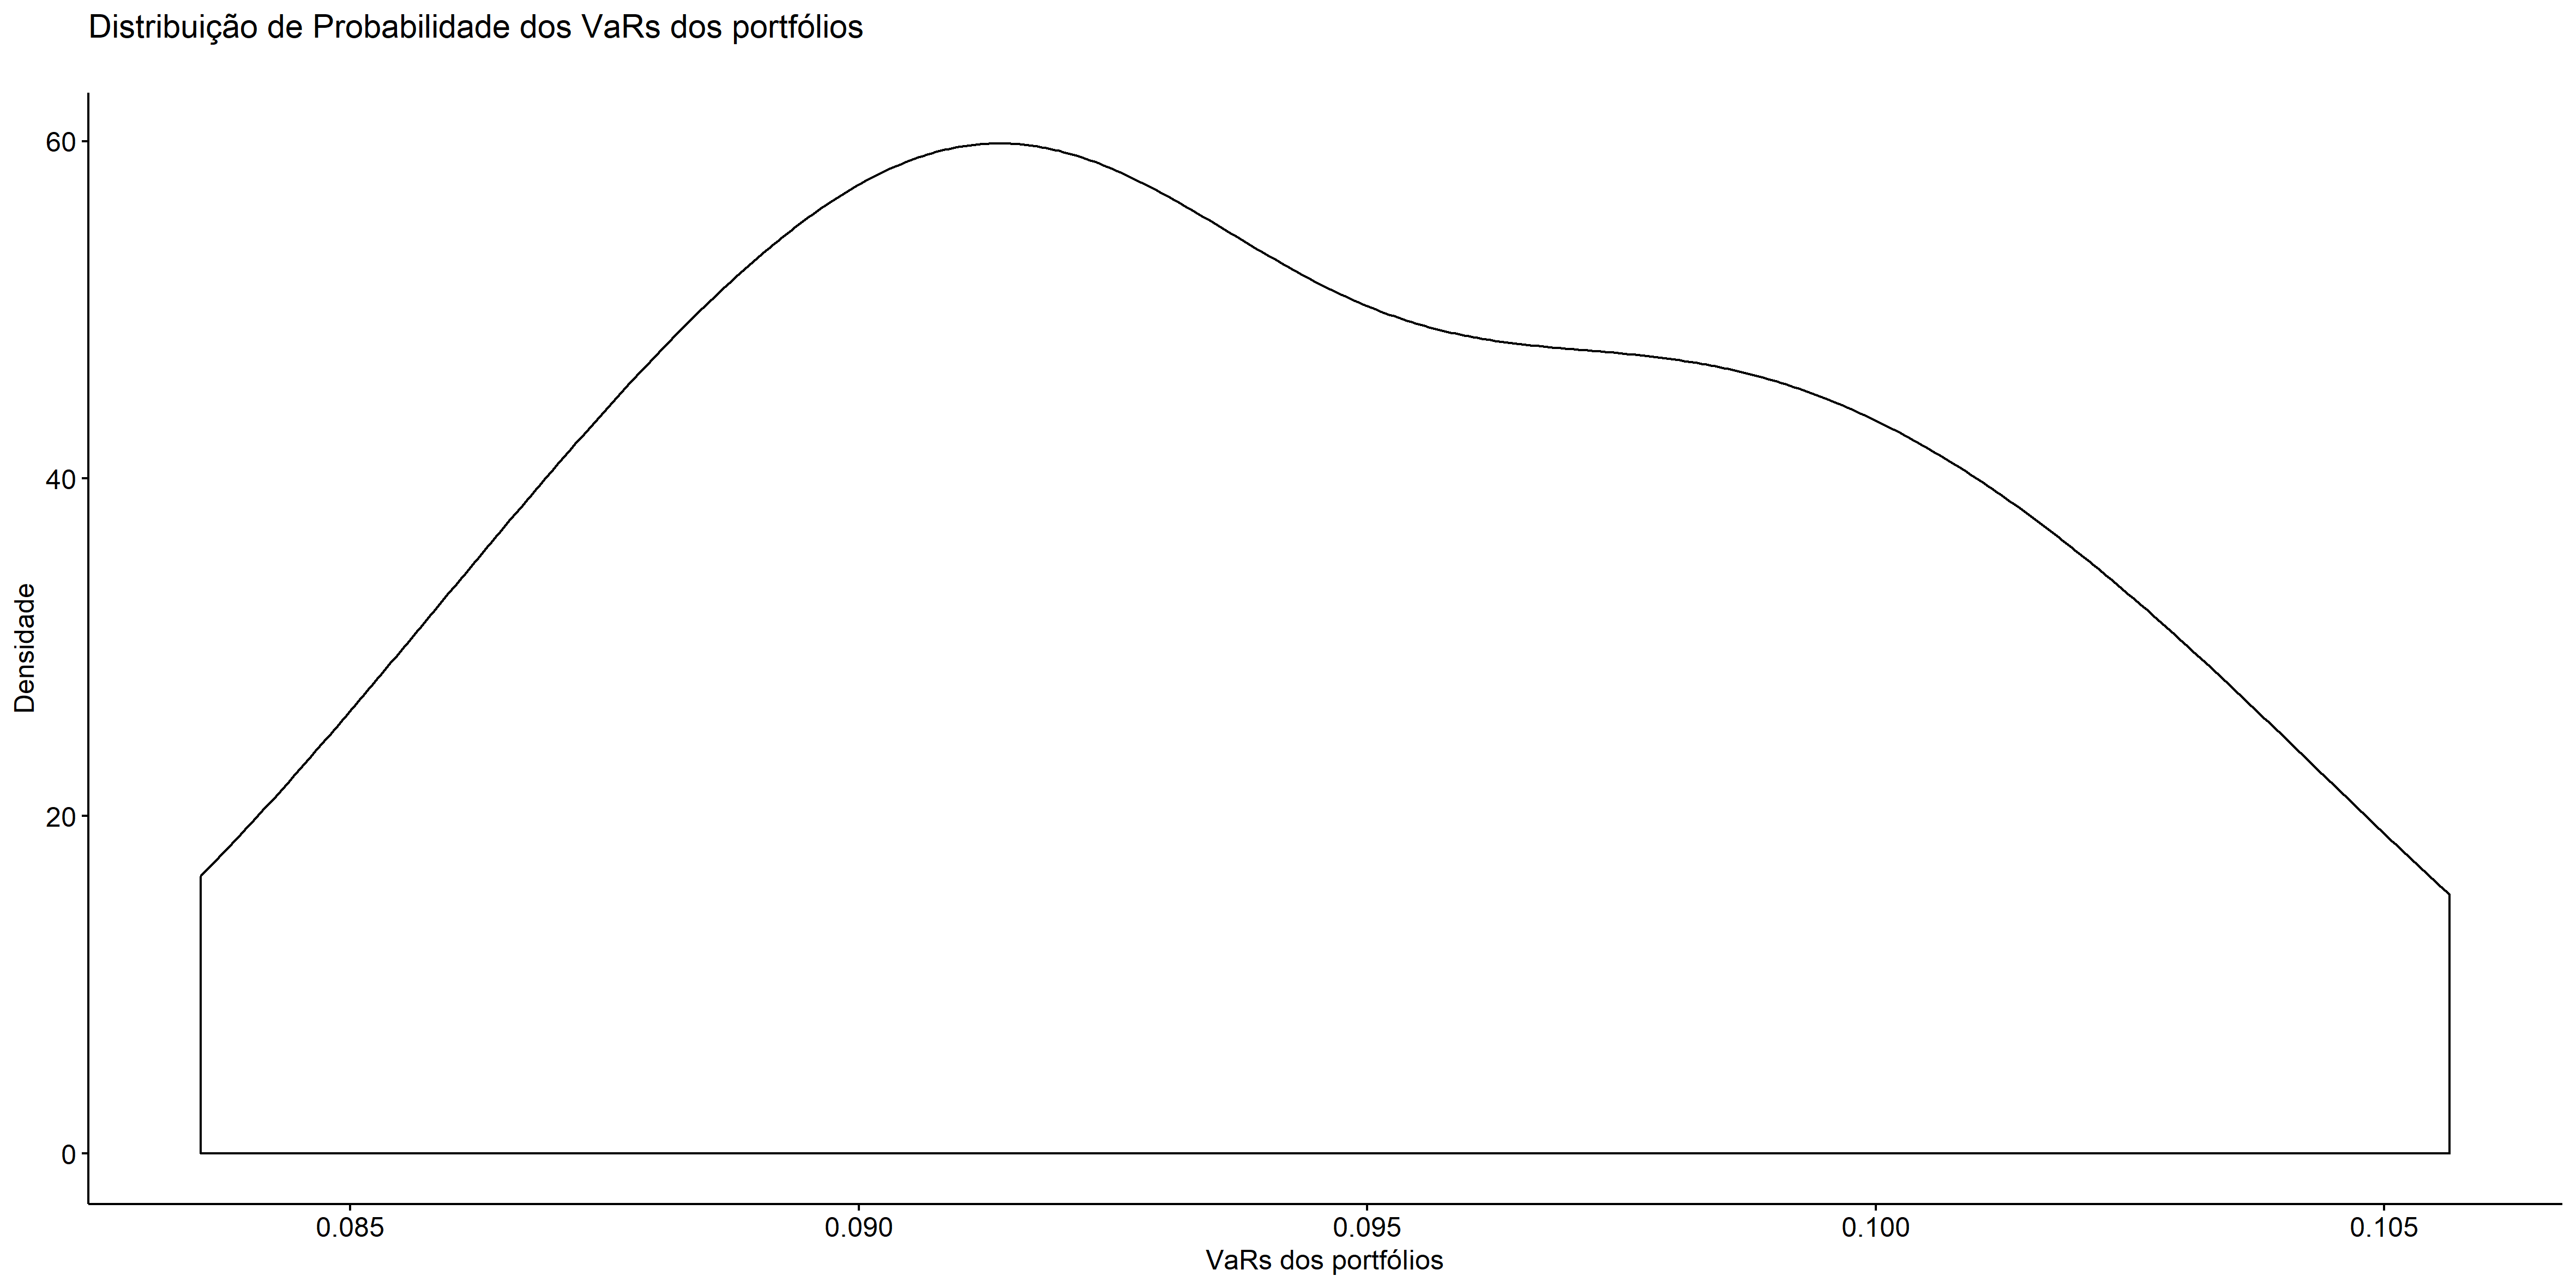 Distribuição de Probabilidade dos VaRs dos portfólios
60
40
20
0
Densidade
0.085 0.090 0.095 0.100 0.105
VaRs dos portfólios